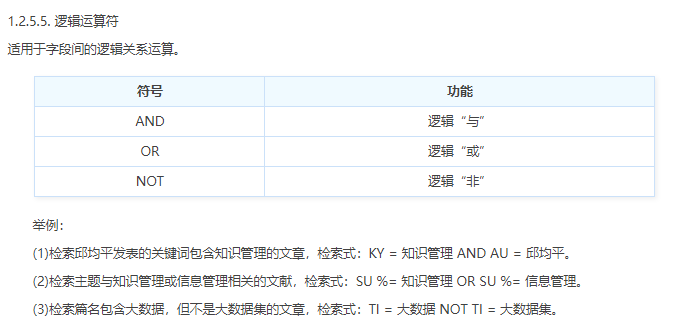 1.2.5.5. 逻辑运算符
适用于字段间的逻辑关系运算。
符号 功能
AND 逻辑“与”
OR 逻辑“或”
NOT 逻辑“非”
举例：
(1)检索邱均平发表的关键词包含知识管理的文章，检索式：KY = 知识管理 AND AU = 邱均平。
(2)检索主题与知识管理或信息管理相关的文献，检索式：SU %= 知识管理 OR SU %= 信息管理。
(3)检索篇名包含大数据，但不是大数据集的文章，检索式：TI = 大数据 NOT TI = 大数据集。